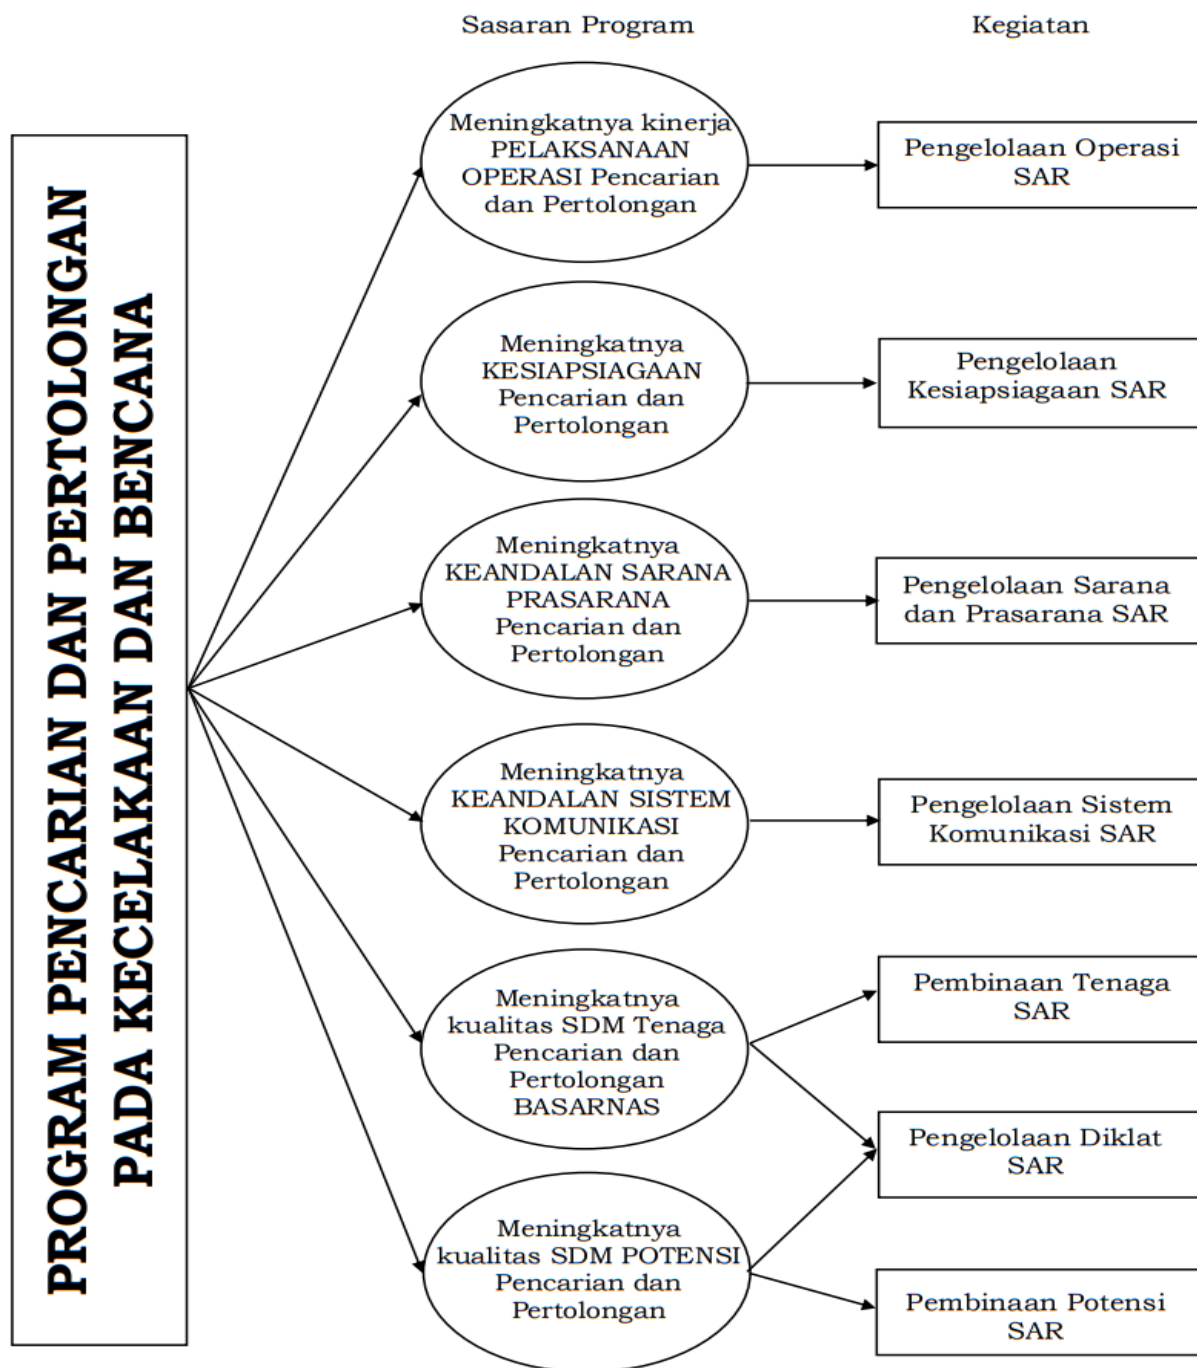 Sasaran Program
Kegiatan
PROGRAM PENCARIAN DAN PERTOLONGAN
PADA KECELAKAAN DAN BENCANA
Meningkatnya kinerja
PELAKSANAAN
OPERASI Pencarian
dan Pertolongan
Pengelolaan Operasi
SAR
Meningkatnya
KESIAPSIAGAAN
Pencarian dan
Pertolongan
Pengelolaan
Kesiapsiagaan SAR
Meningkatnya
KEANDALAN SARANA
PRASARANA
Pencarian dan
Pertolongan
Pengelolaan Sarana
dan Prasarana SAR
Meningkatnya
KEANDALAN SISTEM
KOMUNIKASI
Pencarian dan
Pertolongan
Pengelolaan Sistem
Komunikasi SAR
Meningkatnya
kualitas SDM Tenaga
Pencarian dan
Pertolongan
BASARNAS
Pembinaan Tenaga
SAR
Pengelolaan Diklat
SAR
Meningkatnya
kualitas SDM POTENSI
Pencarian dan
Pertolongan
Pembinaan Potensi
SAR